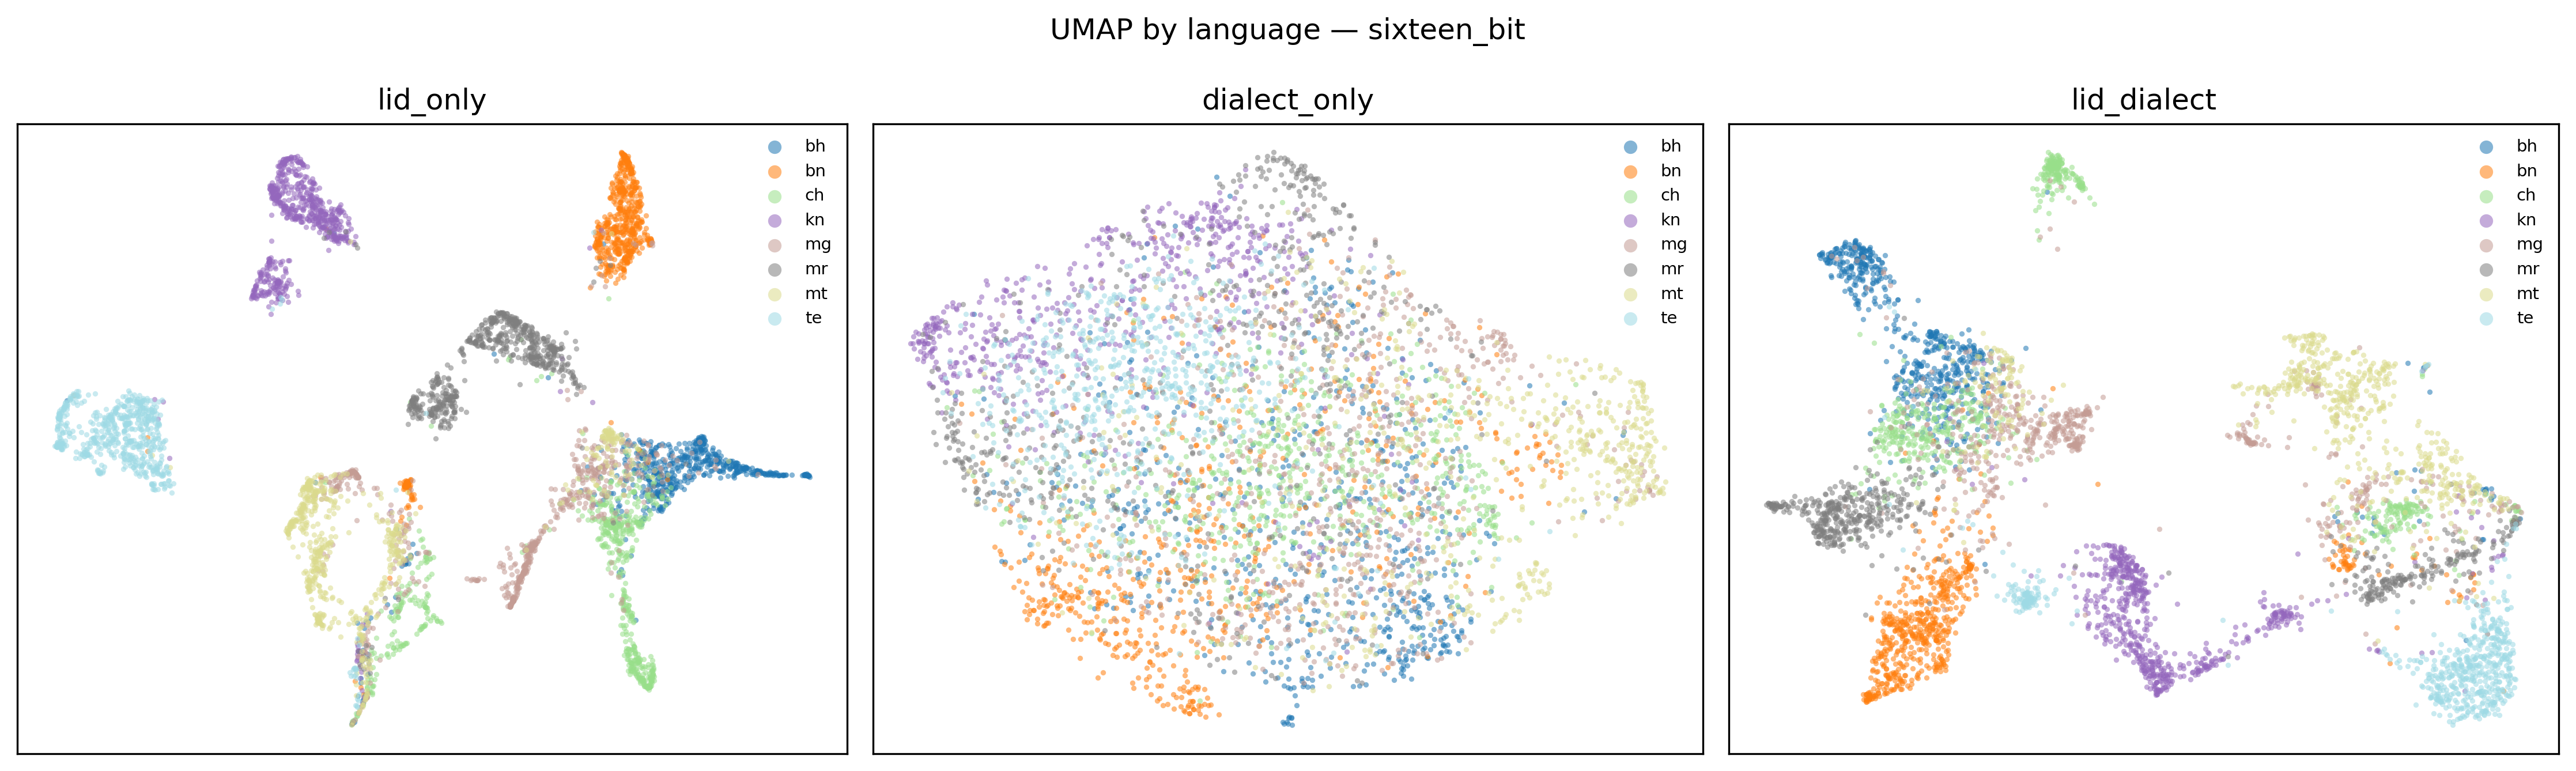 UMAP by language — sixteen_bit
lid_only
bh
bn
ch
kn
mg
mr
mt
te
dialect_only
bh
bn
ch
kn
mg
mr
mt
te
lid_dialect
bh
bn
ch
kn
mg
mr
mt
te